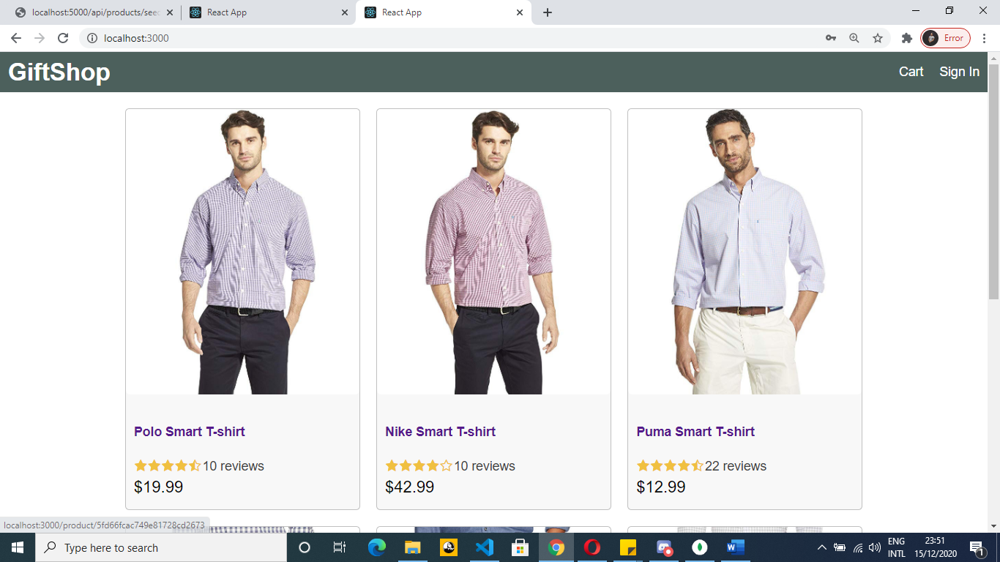 localhost:5000/api/products/seed
React App
React App
localhost:3000
Error
GiftShop
Cart
Sign In
Polo Smart T-shirt
Nike Smart T-shirt
Puma Smart T-shirt
10 reviews
10 reviews
22 reviews
$19.99
$42.99
$12.99
localhost:3000/product/5fd66fcac749e81728cd2673
Type here to search
ENG
INTL
23:51
15/12/2020
1